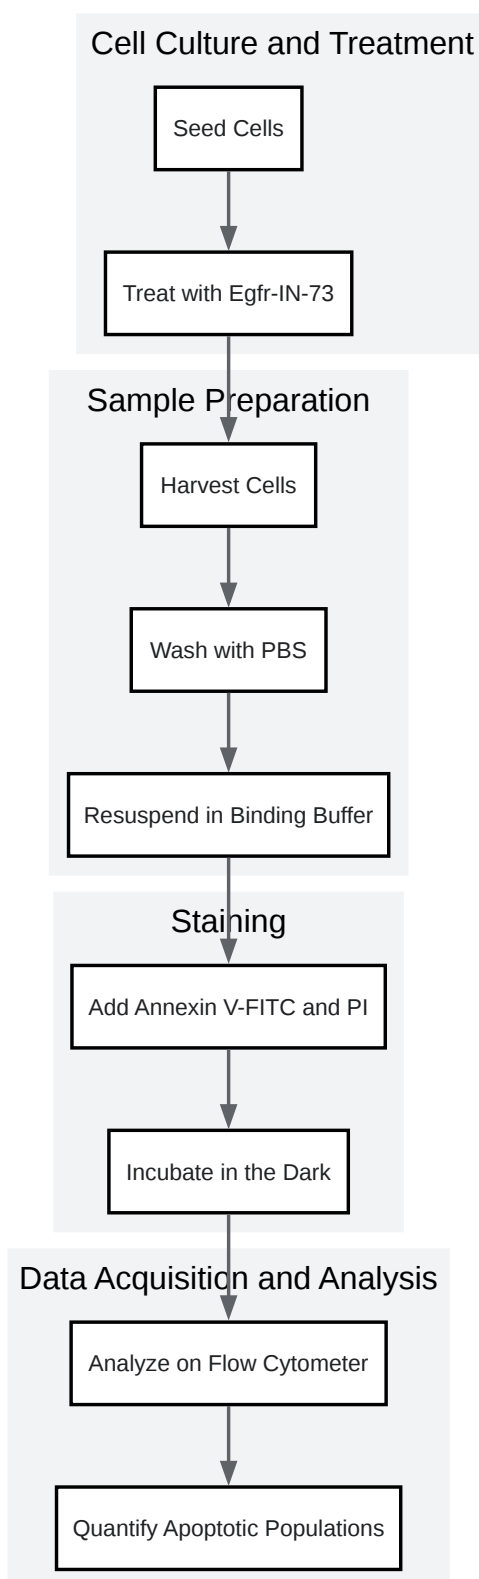 Cell Culture and Treatment
Seed Cells
Treat with Egfr-IN-73
Sample Preparation
Harvest Cells
Wash with PBS
Resuspend in Binding Buffer
Staining
Add Annexin V-FITC and PI
Incubate in the Dark
Data Acquisition and Analysis
Analyze on Flow Cytometer
Quantify Apoptotic Populations